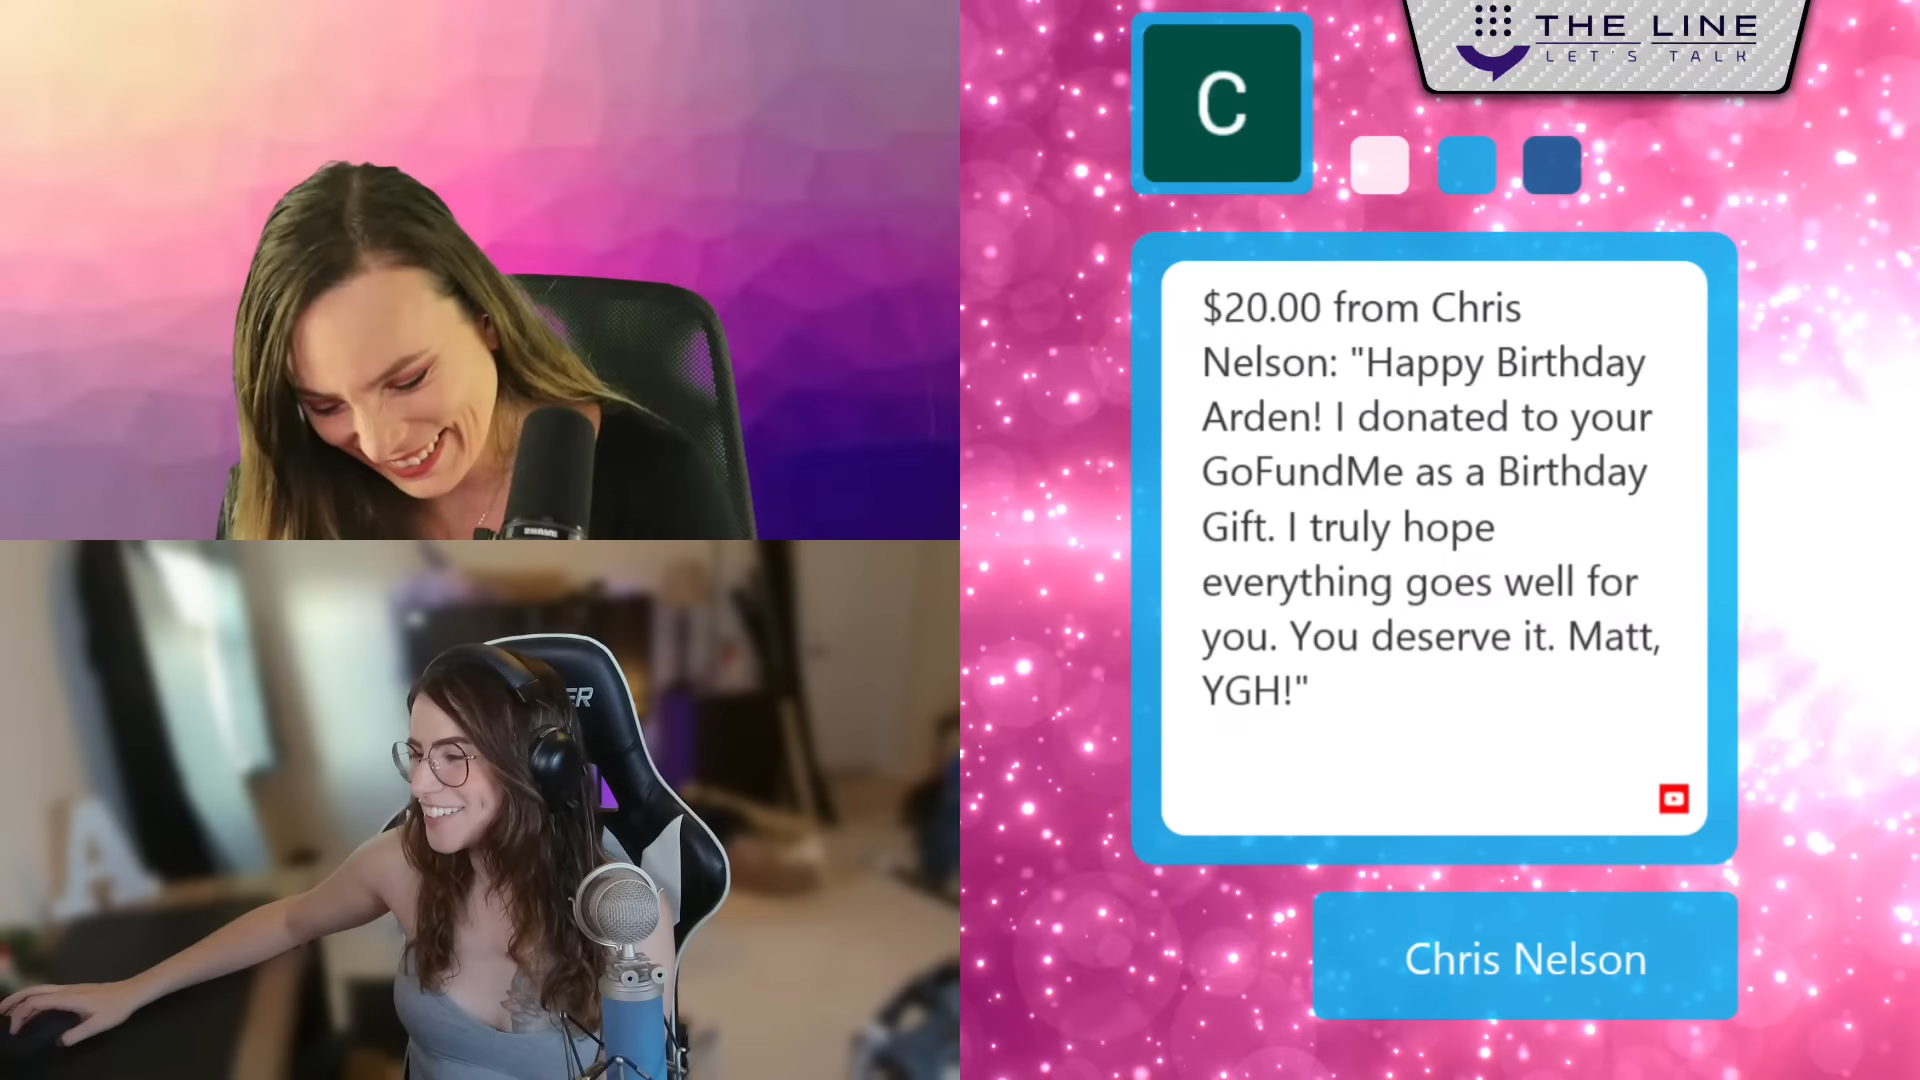 THE LINE
LET'S TALK
C
$20.00 from Chris
Nelson: "Happy Birthday
Arden! I donated to your
GoFundMe as a Birthday
Gift. I truly hope
everything goes well for
you. You deserve it. Matt,
YGH!"
Chris Nelson
A